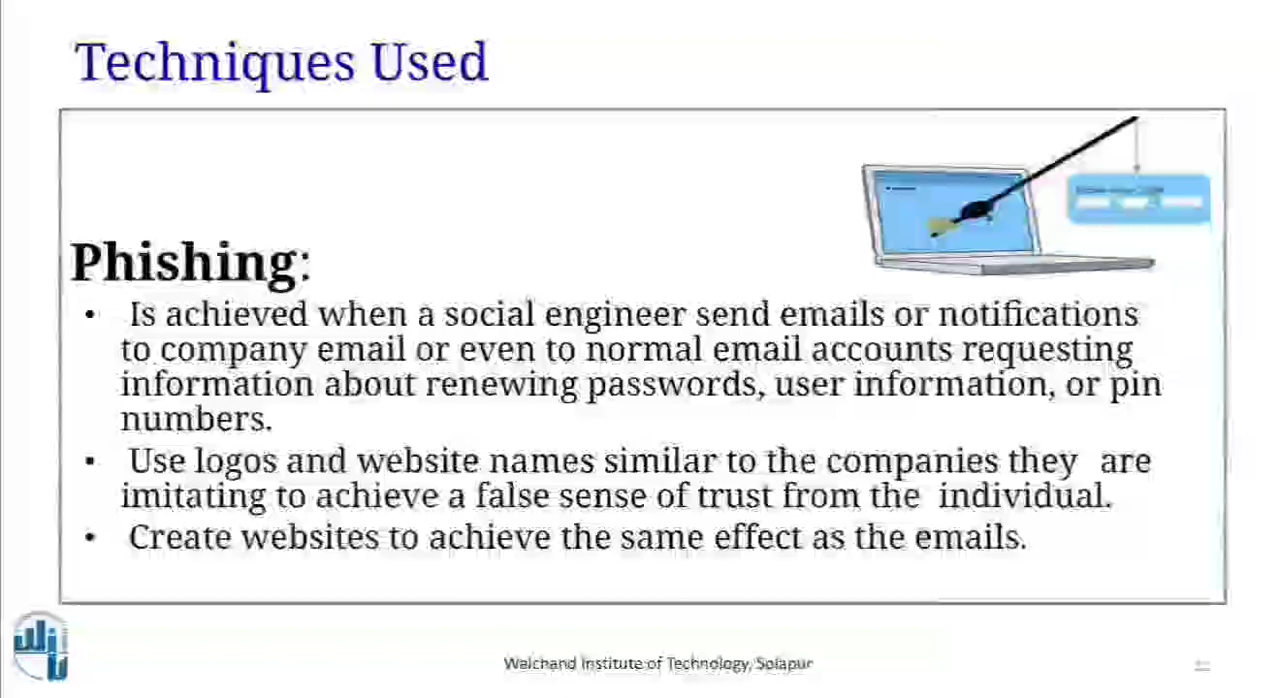 Techniques Used
Phishing:
• Is achieved when a social engineer send emails or notifications
to company email or even to normal email accounts requesting
information about renewing passwords, user information, or pin
numbers.
• Use logos and website names similar to the companies they are
imitating to achieve a false sense of trust from the individual.
• Create websites to achieve the same effect as the emails.
Walchand Institute of Technology, Solapur